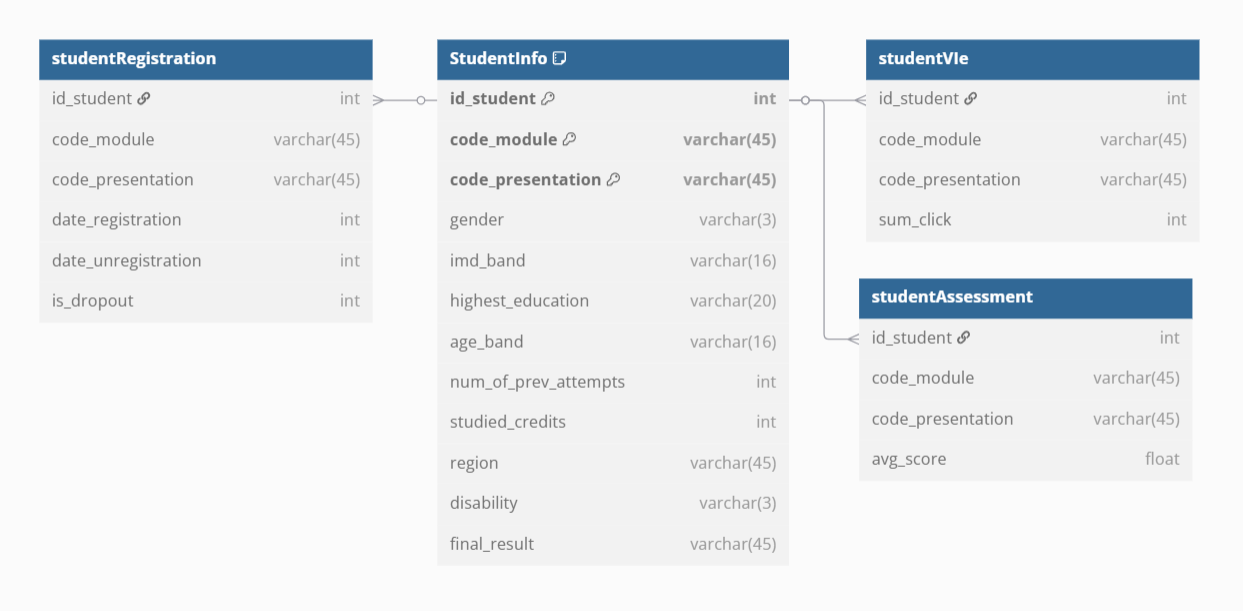 studentRegistration
id_student int
code_module varchar(45)
code_presentation varchar(45)
date_registration int
date_unregistration int
is_dropout int
StudentInfo
id_student int
code_module varchar(45)
code_presentation varchar(45)
gender varchar(3)
imd_band varchar(16)
highest_education varchar(20)
age_band varchar(16)
num_of_prev_attempts int
studied_credits int
region varchar(45)
disability varchar(3)
final_result varchar(45)
studentVle
id_student int
code_module varchar(45)
code_presentation varchar(45)
sum_click int
studentAssessment
id_student int
code_module varchar(45)
code_presentation varchar(45)
avg_score float